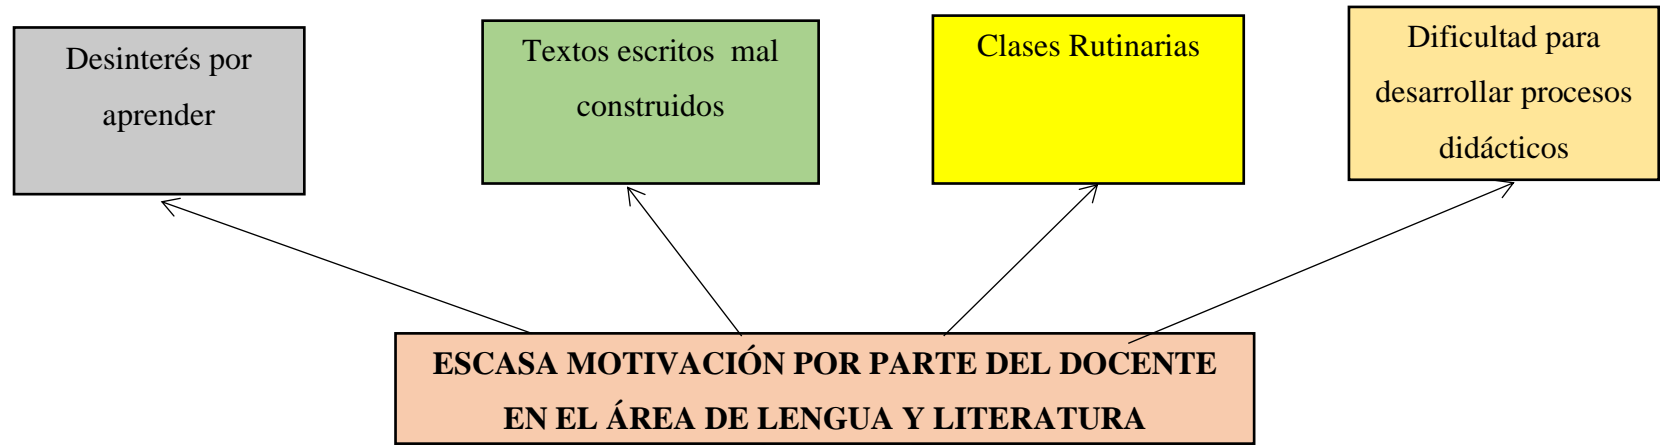 Desinterés por
aprender
Textos escritos  mal
construidos
Clases Rutinarias
Dificultad para
desarrollar procesos
didácticos
ESCASA MOTIVACIÓN POR PARTE DEL DOCENTE
EN EL ÁREA DE LENGUA Y LITERATURA